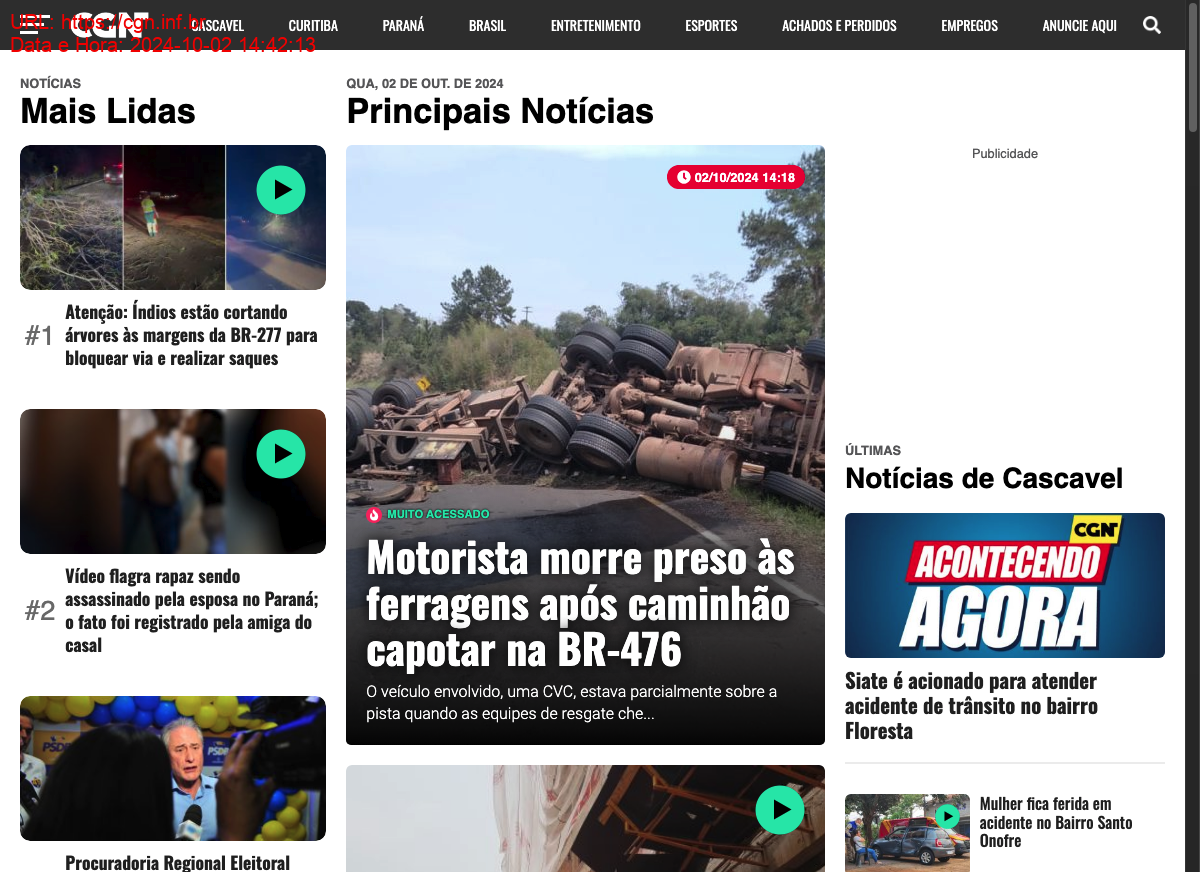 URL: https://cgn.inf.br
Data e Hora: 2024-10-02 14:42:13
CGN
CASCAVEL
CURITIBA
PARANÁ
BRASIL
ENTRETENIMENTO
ESPORTES
ACHADOS E PERDIDOS
EMPREGOS
ANUNCIE AQUI
NOTÍCIAS
Mais Lidas
#1
Atenção: Índios estão cortando
árvores às margens da BR-277 para
bloquear via e realizar saques
#2
Vídeo flagra rapaz sendo
assassinado pela esposa no Paraná;
o fato foi registrado pela amiga do
casal
PSDB
PSDB
Procuradoria Regional Eleitoral
QUA, 02 DE OUT. DE 2024
Principais Notícias
02/10/2024 14:18
MUITO ACESSADO
Motorista morre preso às
ferragens após caminhão
capotar na BR-476
O veículo envolvido, uma CVC, estava parcialmente sobre a
pista quando as equipes de resgate che...
Publicidade
ÚLTIMAS
Notícias de Cascavel
CGN
ACONTECENDO
AGORA
Siate é acionado para atender
acidente de trânsito no bairro
Floresta
Mulher fica ferida em
acidente no Bairro Santo
Onofre